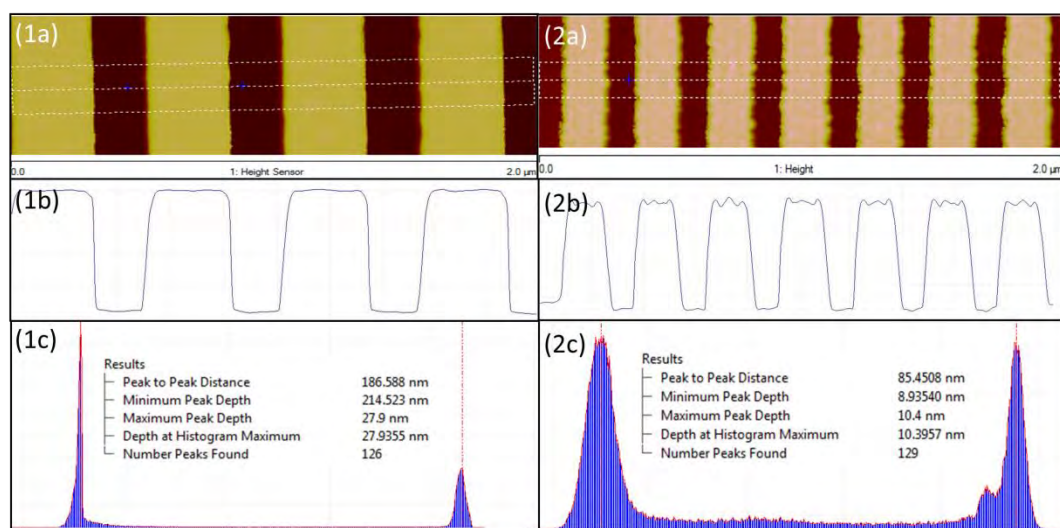 (1a)
(2a)
0.0 1: Height Sensor 2.0 µm
0.0 1: Height 2.0 µm
(1b)
(2b)
(1c)
Results
Peak to Peak Distance 186.588 nm
Minimum Peak Depth 214.523 nm
Maximum Peak Depth 27.9 nm
Depth at Histogram Maximum 27.9355 nm
Number Peaks Found 126
(2c)
Results
Peak to Peak Distance 85.4508 nm
Minimum Peak Depth 8.93540 nm
Maximum Peak Depth 10.4 nm
Depth at Histogram Maximum 10.3957 nm
Number Peaks Found 129